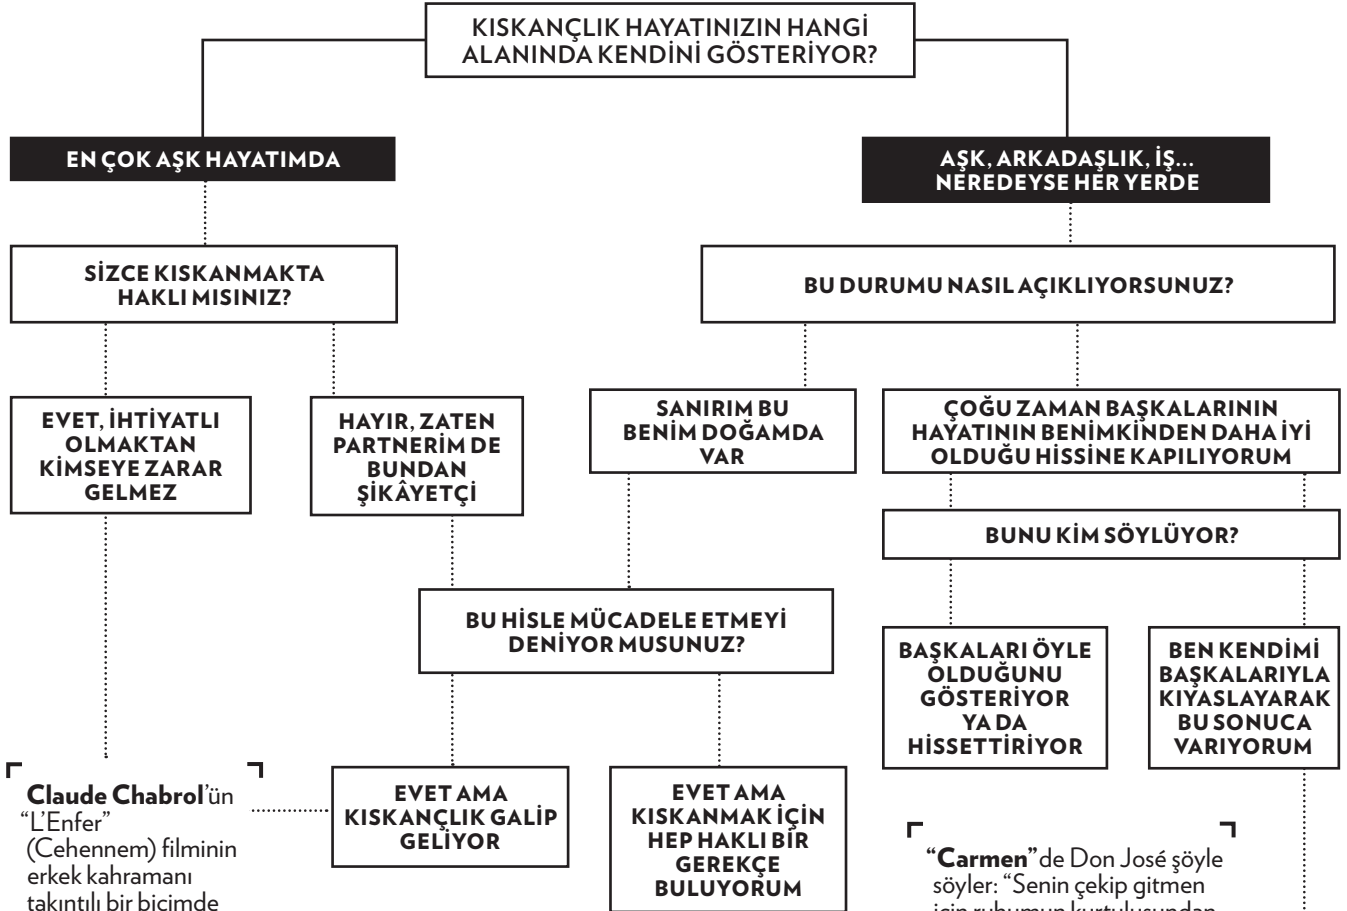 KISKANÇLIK HAYATINIZIN HANGİ
ALANINDA KENDİNİ GÖSTERİYOR?
EN ÇOK AŞK HAYATIMDA
AŞK, ARKADAŞLIK, İŞ...
NEREDEYSE HER YERDE
SİZCE KISKANMAKTA
HAKLI MISINIZ?
BU DURUMU NASIL AÇIKLIYORSUNUZ?
EVET, İHTİYATLI
OLMAKTAN
KİMSEYE ZARAR
GELMEZ
HAYIR, ZATEN
PARTNERİM DE
BUNDAN
ŞİKÂYETÇİ
SANIRIM BU
BENİM DOĞAMDA
VAR
ÇOĞU ZAMAN BAŞKALARININ
HAYATININ BENİMKİNDEN DAHA İYİ
OLDUĞU HİSSİNE KAPILIYORUM
BUNU KİM SÖYLÜYOR?
BU HİSLE MÜCADELE ETMEYİ
DENİYOR MUSUNUZ?
BAŞKALARI ÖYLE
OLDUĞUNU
GÖSTERİYOR
YA DA
HİSSETTİRİYOR
BEN KENDİMİ
BAŞKALARIYLA
KIYASLAYARAK
BU SONUCA
VARIYORUM
Claude Chabrol'ün
"L'Enfer"
(Cehennem) filminin
erkek kahramanı
takıntılı bir biçimde
EVET AMA
KISKANÇLIK GALİP
GELİYOR
EVET AMA
KISKANMAK İÇİN
HEP HAKLI BİR
GEREKÇE
BULUYORUM
"Carmen"de Don José şöyle
söyler: "Senin çekip gitmen
için ruhumun kurtuluşundan